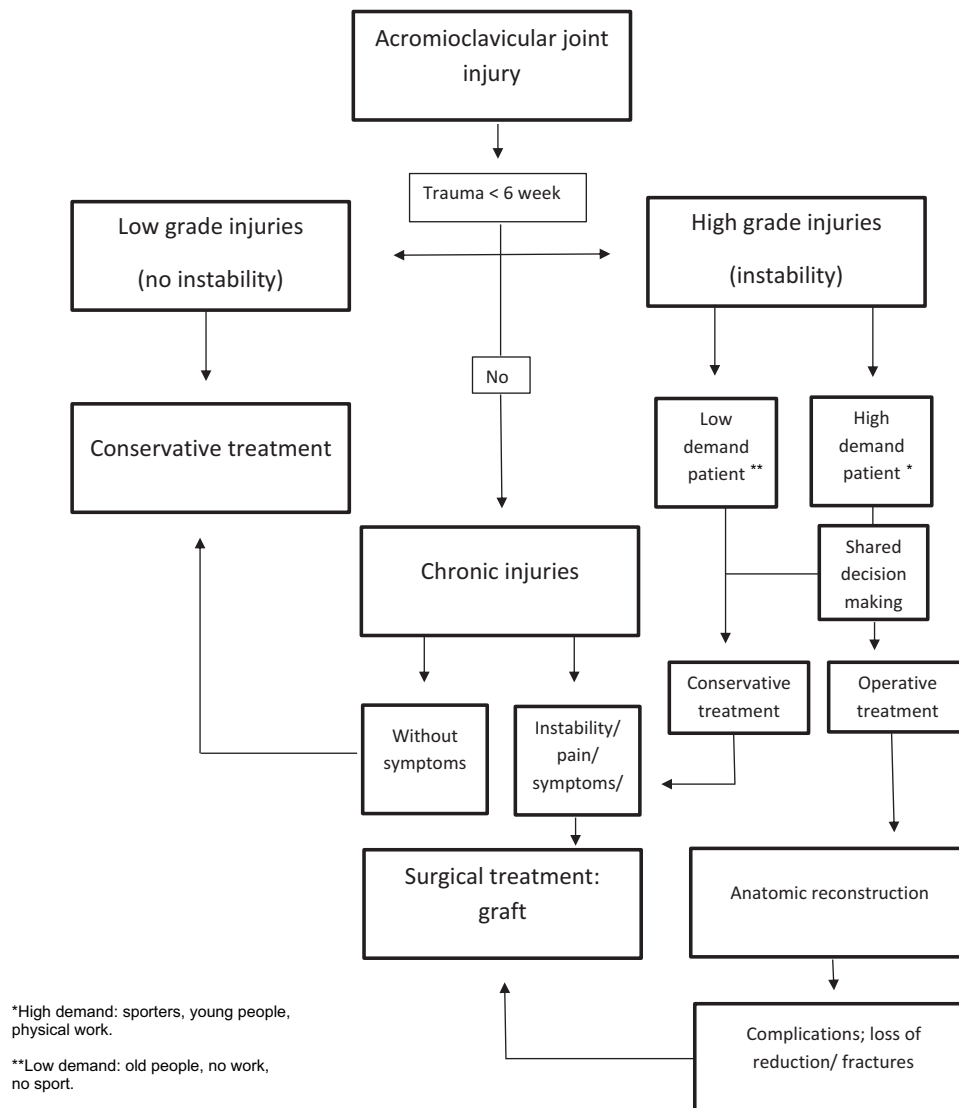 Acromioclavicular joint
injury
Trauma < 6 week
Low grade injuries
(no instability)
High grade injuries
(instability)
No
Conservative treatment
Low
demand
patient **
High
demand
patient *
Shared
decision
making
Chronic injuries
Conservative
treatment
Operative
treatment
Without
symptoms
Instability/
pain/
symptoms/
Surgical treatment:
graft
Anatomic reconstruction
Complications; loss of
reduction/ fractures
*High demand: sporters, young people,
physical work.
**Low demand: old people, no work,
no sport.